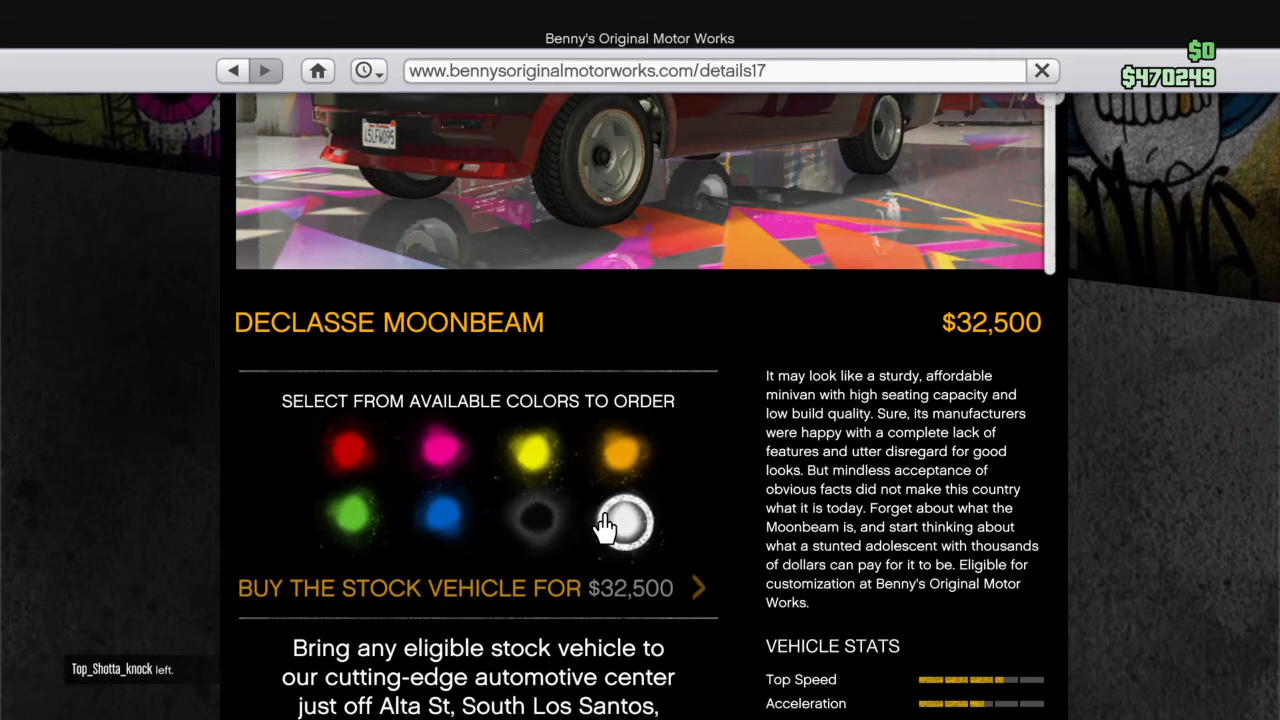 Benny's Original Motor Works
www.bennysoriginalmotorworks.com/details17
$0
$470249
45LFW095
DECLASSE MOONBEAM
$32,500
SELECT FROM AVAILABLE COLORS TO ORDER
BUY THE STOCK VEHICLE FOR $32,500
Bring any eligible stock vehicle to
our cutting-edge automotive center
just off Alta St, South Los Santos,
It may look like a sturdy, affordable
minivan with high seating capacity and
low build quality. Sure, its manufacturers
were happy with a complete lack of
features and utter disregard for good
looks. But mindless acceptance of
obvious facts did not make this country
what it is today. Forget about what the
Moonbeam is, and start thinking about
what a stunted adolescent with thousands
of dollars can pay for it to be. Eligible for
customization at Benny's Original Motor
Works.
VEHICLE STATS
Top Speed
Acceleration
Top_Shotta_knock left.